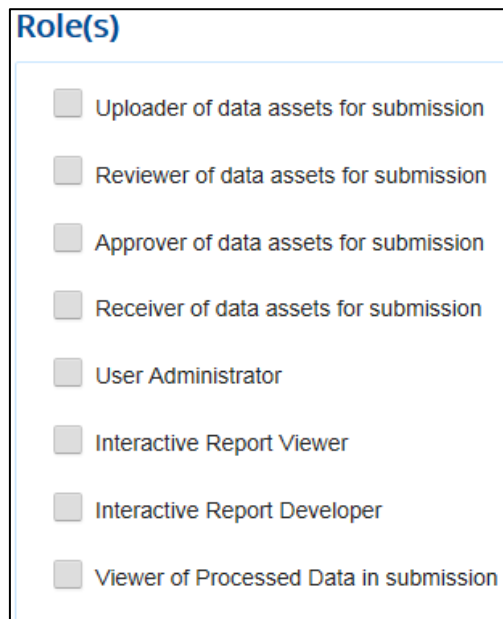 Role(s)
Uploader of data assets for submission
Reviewer of data assets for submission
Approver of data assets for submission
Receiver of data assets for submission
User Administrator
Interactive Report Viewer
Interactive Report Developer
Viewer of Processed Data in submission